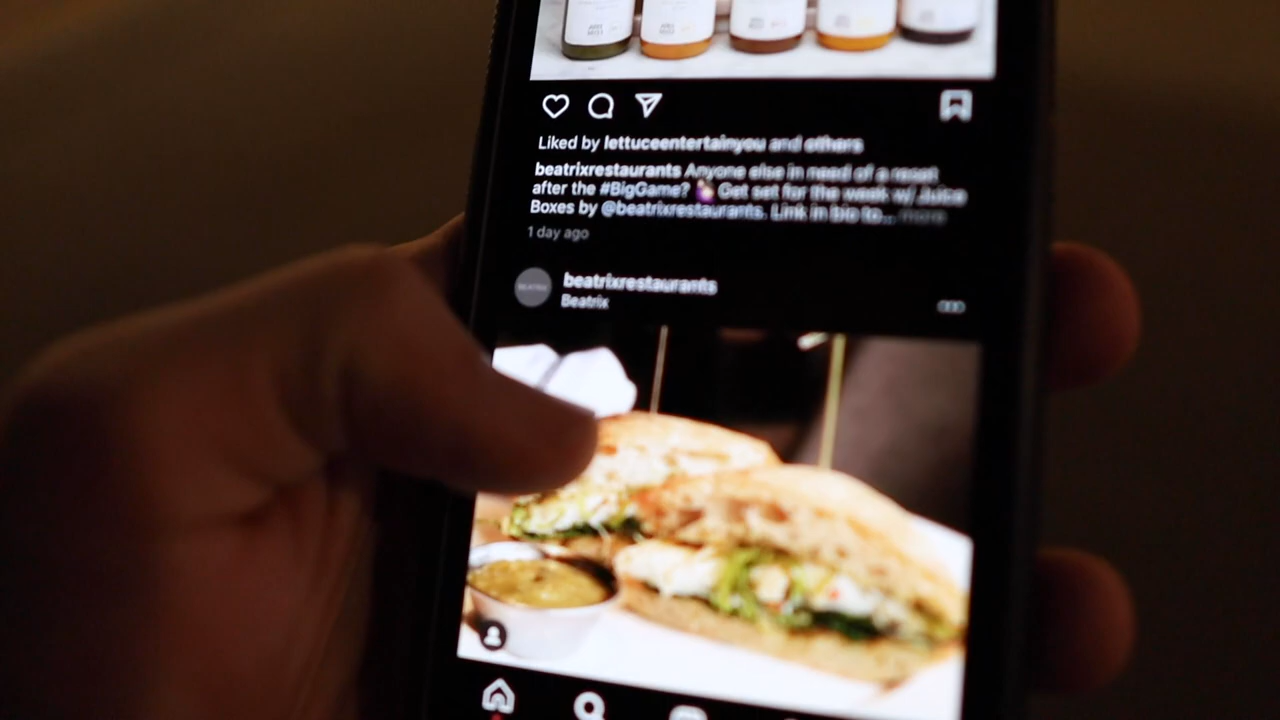 Liked by lettuceentertainyou and others
beatrixrestaurants Anyone else in need of a reset
after the #BigGame? 🤷🏻‍♀️ Get set for the week w/ Juice
Boxes by @beatrixrestaurants. Link in bio to... more
1 day ago
beatrixrestaurants
Beatrix